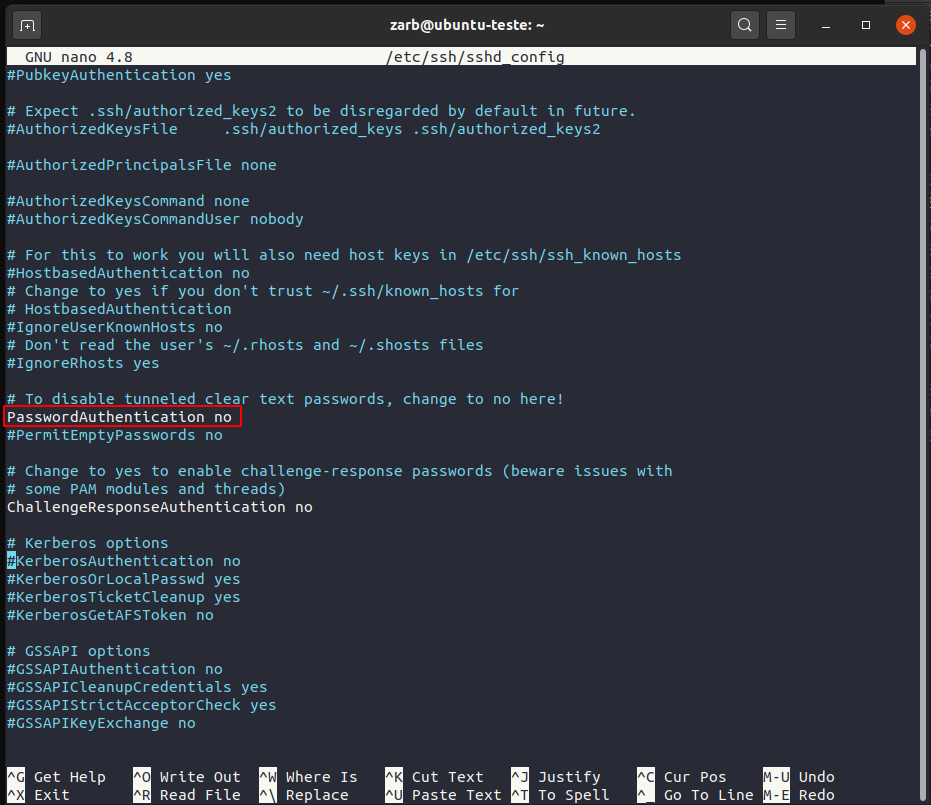 zarb@ubuntu-teste: ~
GNU nano 4.8 /etc/ssh/sshd_config
#PubkeyAuthentication yes
# Expect .ssh/authorized_keys2 to be disregarded by default in future.
#AuthorizedKeysFile .ssh/authorized_keys .ssh/authorized_keys2
#AuthorizedPrincipalsFile none
#AuthorizedKeysCommand none
#AuthorizedKeysCommandUser nobody
# For this to work you will also need host keys in /etc/ssh/ssh_known_hosts
#HostbasedAuthentication no
# Change to yes if you don't trust ~/.ssh/known_hosts for
# HostbasedAuthentication
#IgnoreUserKnownHosts no
# Don't read the user's ~/.rhosts and ~/.shosts files
#IgnoreRhosts yes
# To disable tunneled clear text passwords, change to no here!
PasswordAuthentication no
#PermitEmptyPasswords no
# Change to yes to enable challenge-response passwords (beware issues with
# some PAM modules and threads)
ChallengeResponseAuthentication no
# Kerberos options
#KerberosAuthentication no
#KerberosOrLocalPasswd yes
#KerberosTicketCleanup yes
#KerberosGetAFSToken no
# GSSAPI options
#GSSAPIAuthentication no
#GSSAPICleanupCredentials yes
#GSSAPIStrictAcceptorCheck yes
#GSSAPIKeyExchange no
^G Get Help ^O Write Out ^W Where Is ^K Cut Text ^J Justify ^C Cur Pos M-U Undo
^X Exit ^R Read File ^\ Replace ^U Paste Text ^T To Spell ^_ Go To Line M-E Redo